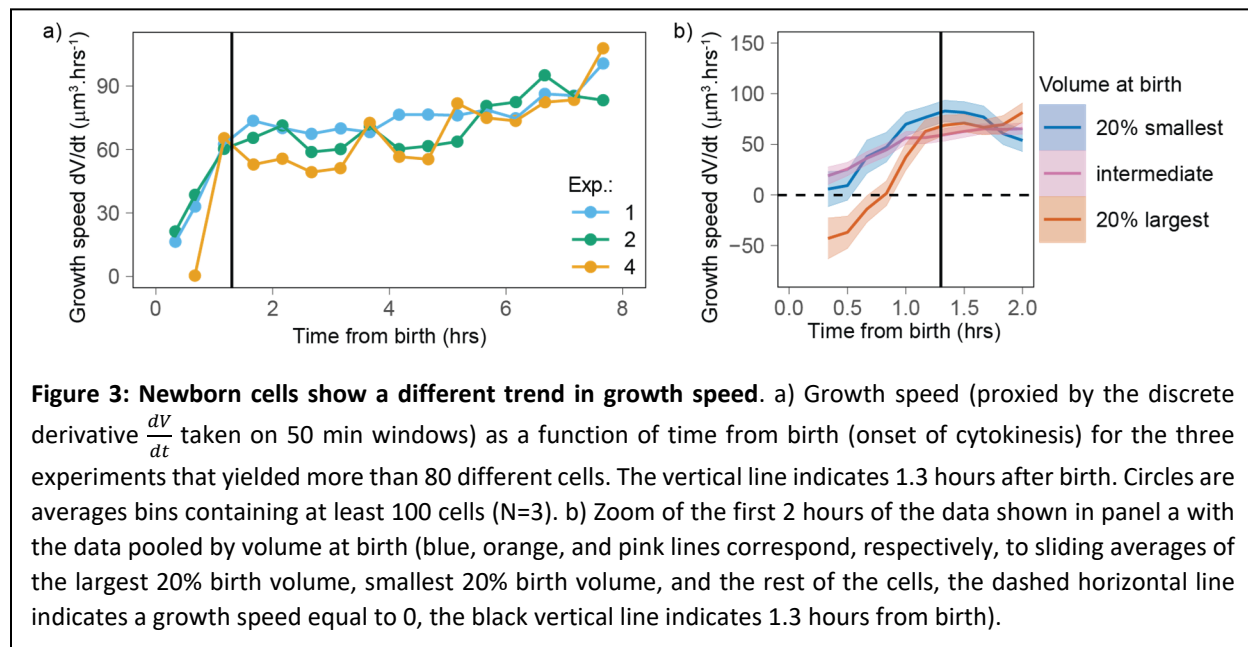 a)
Growth speed dV/dt (μm³.hrs⁻¹)
90
60
30
0
0
2
4
6
8
Time from birth (hrs)
Exp.:
1
2
4
b)
Growth speed dV/dt (μm³.hrs⁻¹)
150
100
50
0
−50
0.0
0.5
1.0
1.5
2.0
Time from birth (hrs)
Volume at birth
20% smallest
intermediate
20% largest
Figure 3: Newborn cells show a different trend in growth speed. a) Growth speed (proxied by the discrete
derivative dV/dt taken on 50 min windows) as a function of time from birth (onset of cytokinesis) for the three
experiments that yielded more than 80 different cells. The vertical line indicates 1.3 hours after birth. Circles are
averages bins containing at least 100 cells (N=3). b) Zoom of the first 2 hours of the data shown in panel a with
the data pooled by volume at birth (blue, orange, and pink lines correspond, respectively, to sliding averages of
the largest 20% birth volume, smallest 20% birth volume, and the rest of the cells, the dashed horizontal line
indicates a growth speed equal to 0, the black vertical line indicates 1.3 hours from birth).